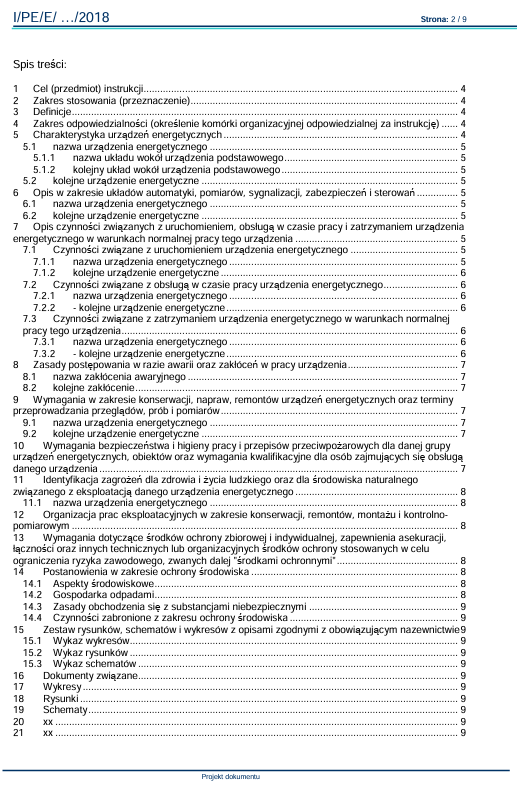 I/PE/E/ …/2018
Strona: 2 / 9
Spis treści:
1 Cel (przedmiot) instrukcji 4
2 Zakres stosowania (przeznaczenie) 4
3 Definicje 4
4 Zakres odpowiedzialności (określenie komórki organizacyjnej odpowiedzialnej za instrukcję) 4
5 Charakterystyka urządzeń energetycznych 4
5.1 nazwa urządzenia energetycznego 5
5.1.1 nazwa układu wokół urządzenia podstawowego 5
5.1.2 kolejny układ wokół urządzenia podstawowego 5
5.2 kolejne urządzenie energetyczne 5
6 Opis w zakresie układów automatyki, pomiarów, sygnalizacji, zabezpieczeń i sterowań 5
6.1 nazwa urządzenia energetycznego 5
6.2 kolejne urządzenie energetyczne 5
7 Opis czynności związanych z uruchomieniem, obsługą w czasie pracy i zatrzymaniem urządzenia
energetycznego w warunkach normalnej pracy tego urządzenia 5
7.1 Czynności związane z uruchomieniem urządzenia energetycznego 5
7.1.1 nazwa urządzenia energetycznego 5
7.1.2 kolejne urządzenie energetyczne 6
7.2 Czynności związane z obsługą w czasie pracy urządzenia energetycznego 6
7.2.1 nazwa urządzenia energetycznego 6
7.2.2 - kolejne urządzenie energetyczne 6
7.3 Czynności związane z zatrzymaniem urządzenia energetycznego w warunkach normalnej
pracy tego urządzenia 6
7.3.1 nazwa urządzenia energetycznego 6
7.3.2 - kolejne urządzenie energetyczne 6
8 Zasady postępowania w razie awarii oraz zakłóceń w pracy urządzenia 7
8.1 nazwa zakłócenia awaryjnego 7
8.2 kolejne zakłócenie 7
9 Wymagania w zakresie konserwacji, napraw, remontów urządzeń energetycznych oraz terminy
przeprowadzania przeglądów, prób i pomiarów 7
9.1 nazwa urządzenia energetycznego 7
9.2 kolejne urządzenie energetyczne 7
10 Wymagania bezpieczeństwa i higieny pracy i przepisów przeciwpożarowych dla danej grupy
urządzeń energetycznych, obiektów oraz wymagania kwalifikacyjne dla osób zajmujących się obsługą
danego urządzenia 7
11 Identyfikacja zagrożeń dla zdrowia i życia ludzkiego oraz dla środowiska naturalnego
związanego z eksploatacją danego urządzenia energetycznego 8
11.1 nazwa urządzenia energetycznego 8
12 Organizacja prac eksploatacyjnych w zakresie konserwacji, remontów, montażu i kontrolno-
pomiarowym 8
13 Wymagania dotyczące środków ochrony zbiorowej i indywidualnej, zapewnienia asekuracji,
łączności oraz innych technicznych lub organizacyjnych środków ochrony stosowanych w celu
ograniczenia ryzyka zawodowego, zwanych dalej "środkami ochronnymi" 8
14 Postanowienia w zakresie ochrony środowiska 8
14.1 Aspekty środowiskowe 8
14.2 Gospodarka odpadami 8
14.3 Zasady obchodzenia się z substancjami niebezpiecznymi 9
14.4 Czynności zabronione z zakresu ochrony środowiska 9
15 Zestaw rysunków, schematów i wykresów z opisami zgodnymi z obowiązującym nazewnictwie9
15.1 Wykaz wykresów 9
15.2 Wykaz rysunków 9
15.3 Wykaz schematów 9
16 Dokumenty związane 9
17 Wykresy 9
18 Rysunki 9
19 Schematy 9
20 xx 9
21 xx 9
Projekt dokumentu